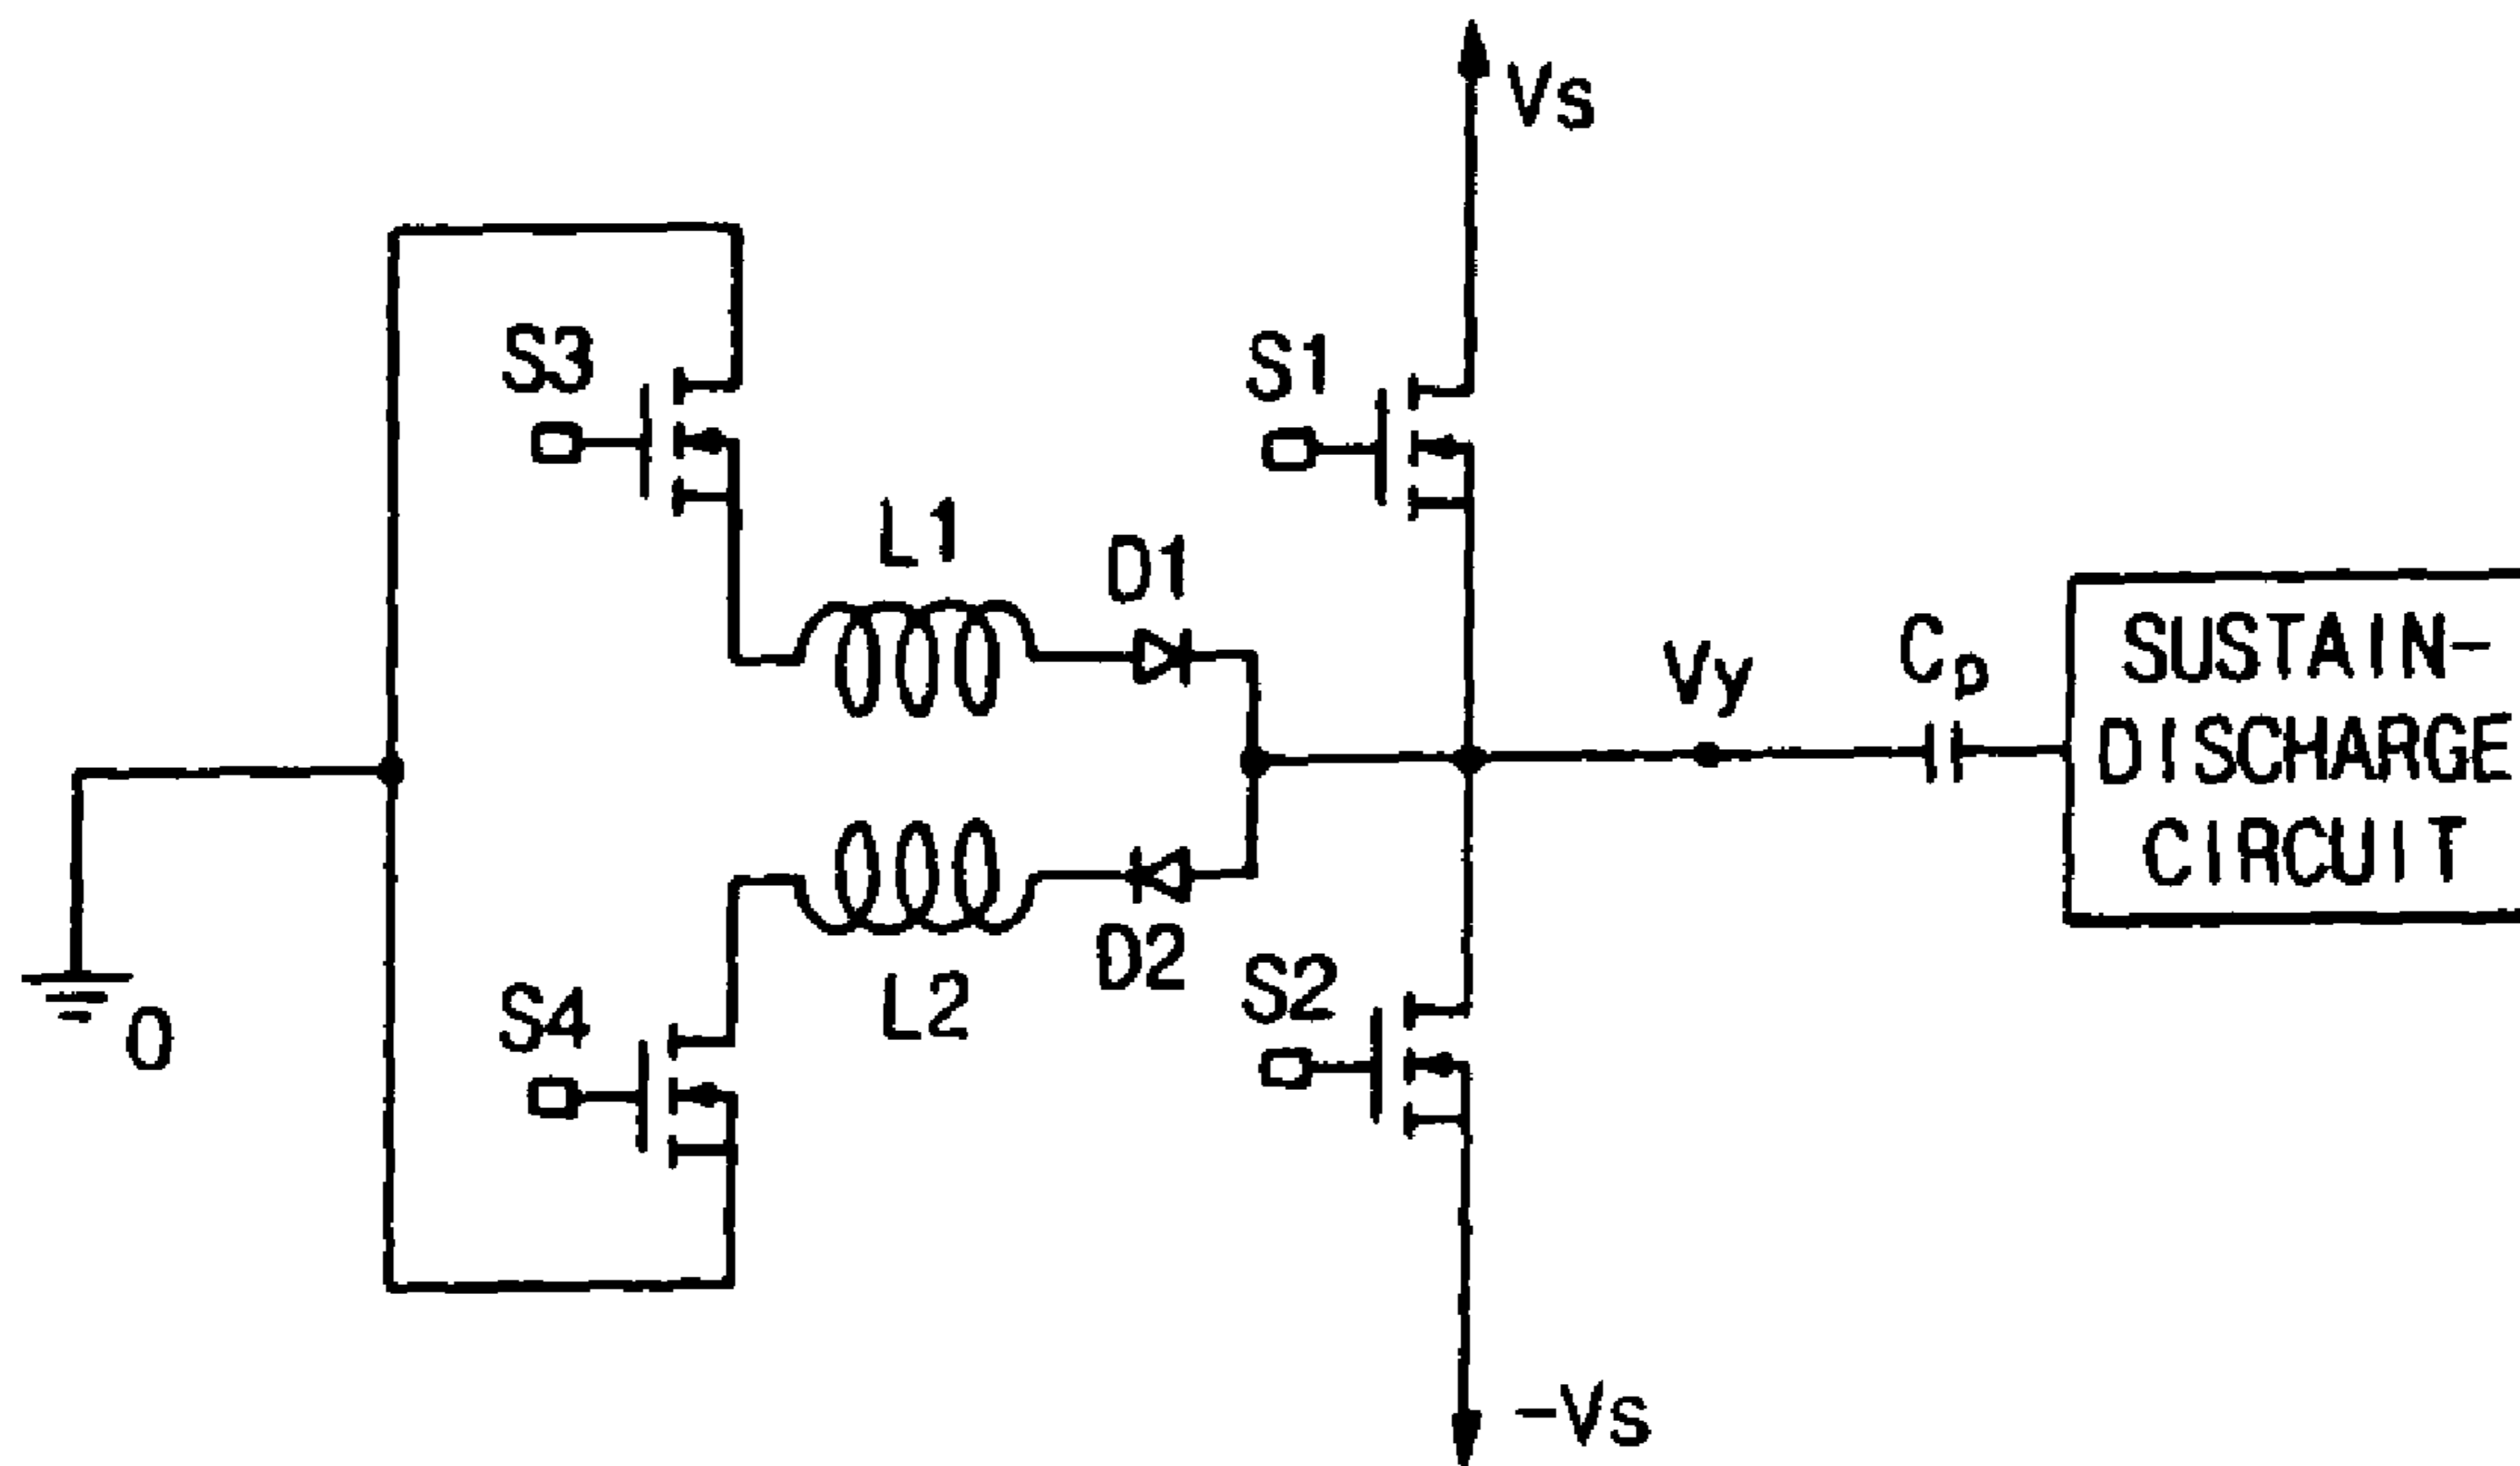 Vs
S3
S1
L1
D1
Vy
Cp
SUSTAIN-
DISCHARGE
CIRCUIT
D2
S2
L2
S4
0
-Vs